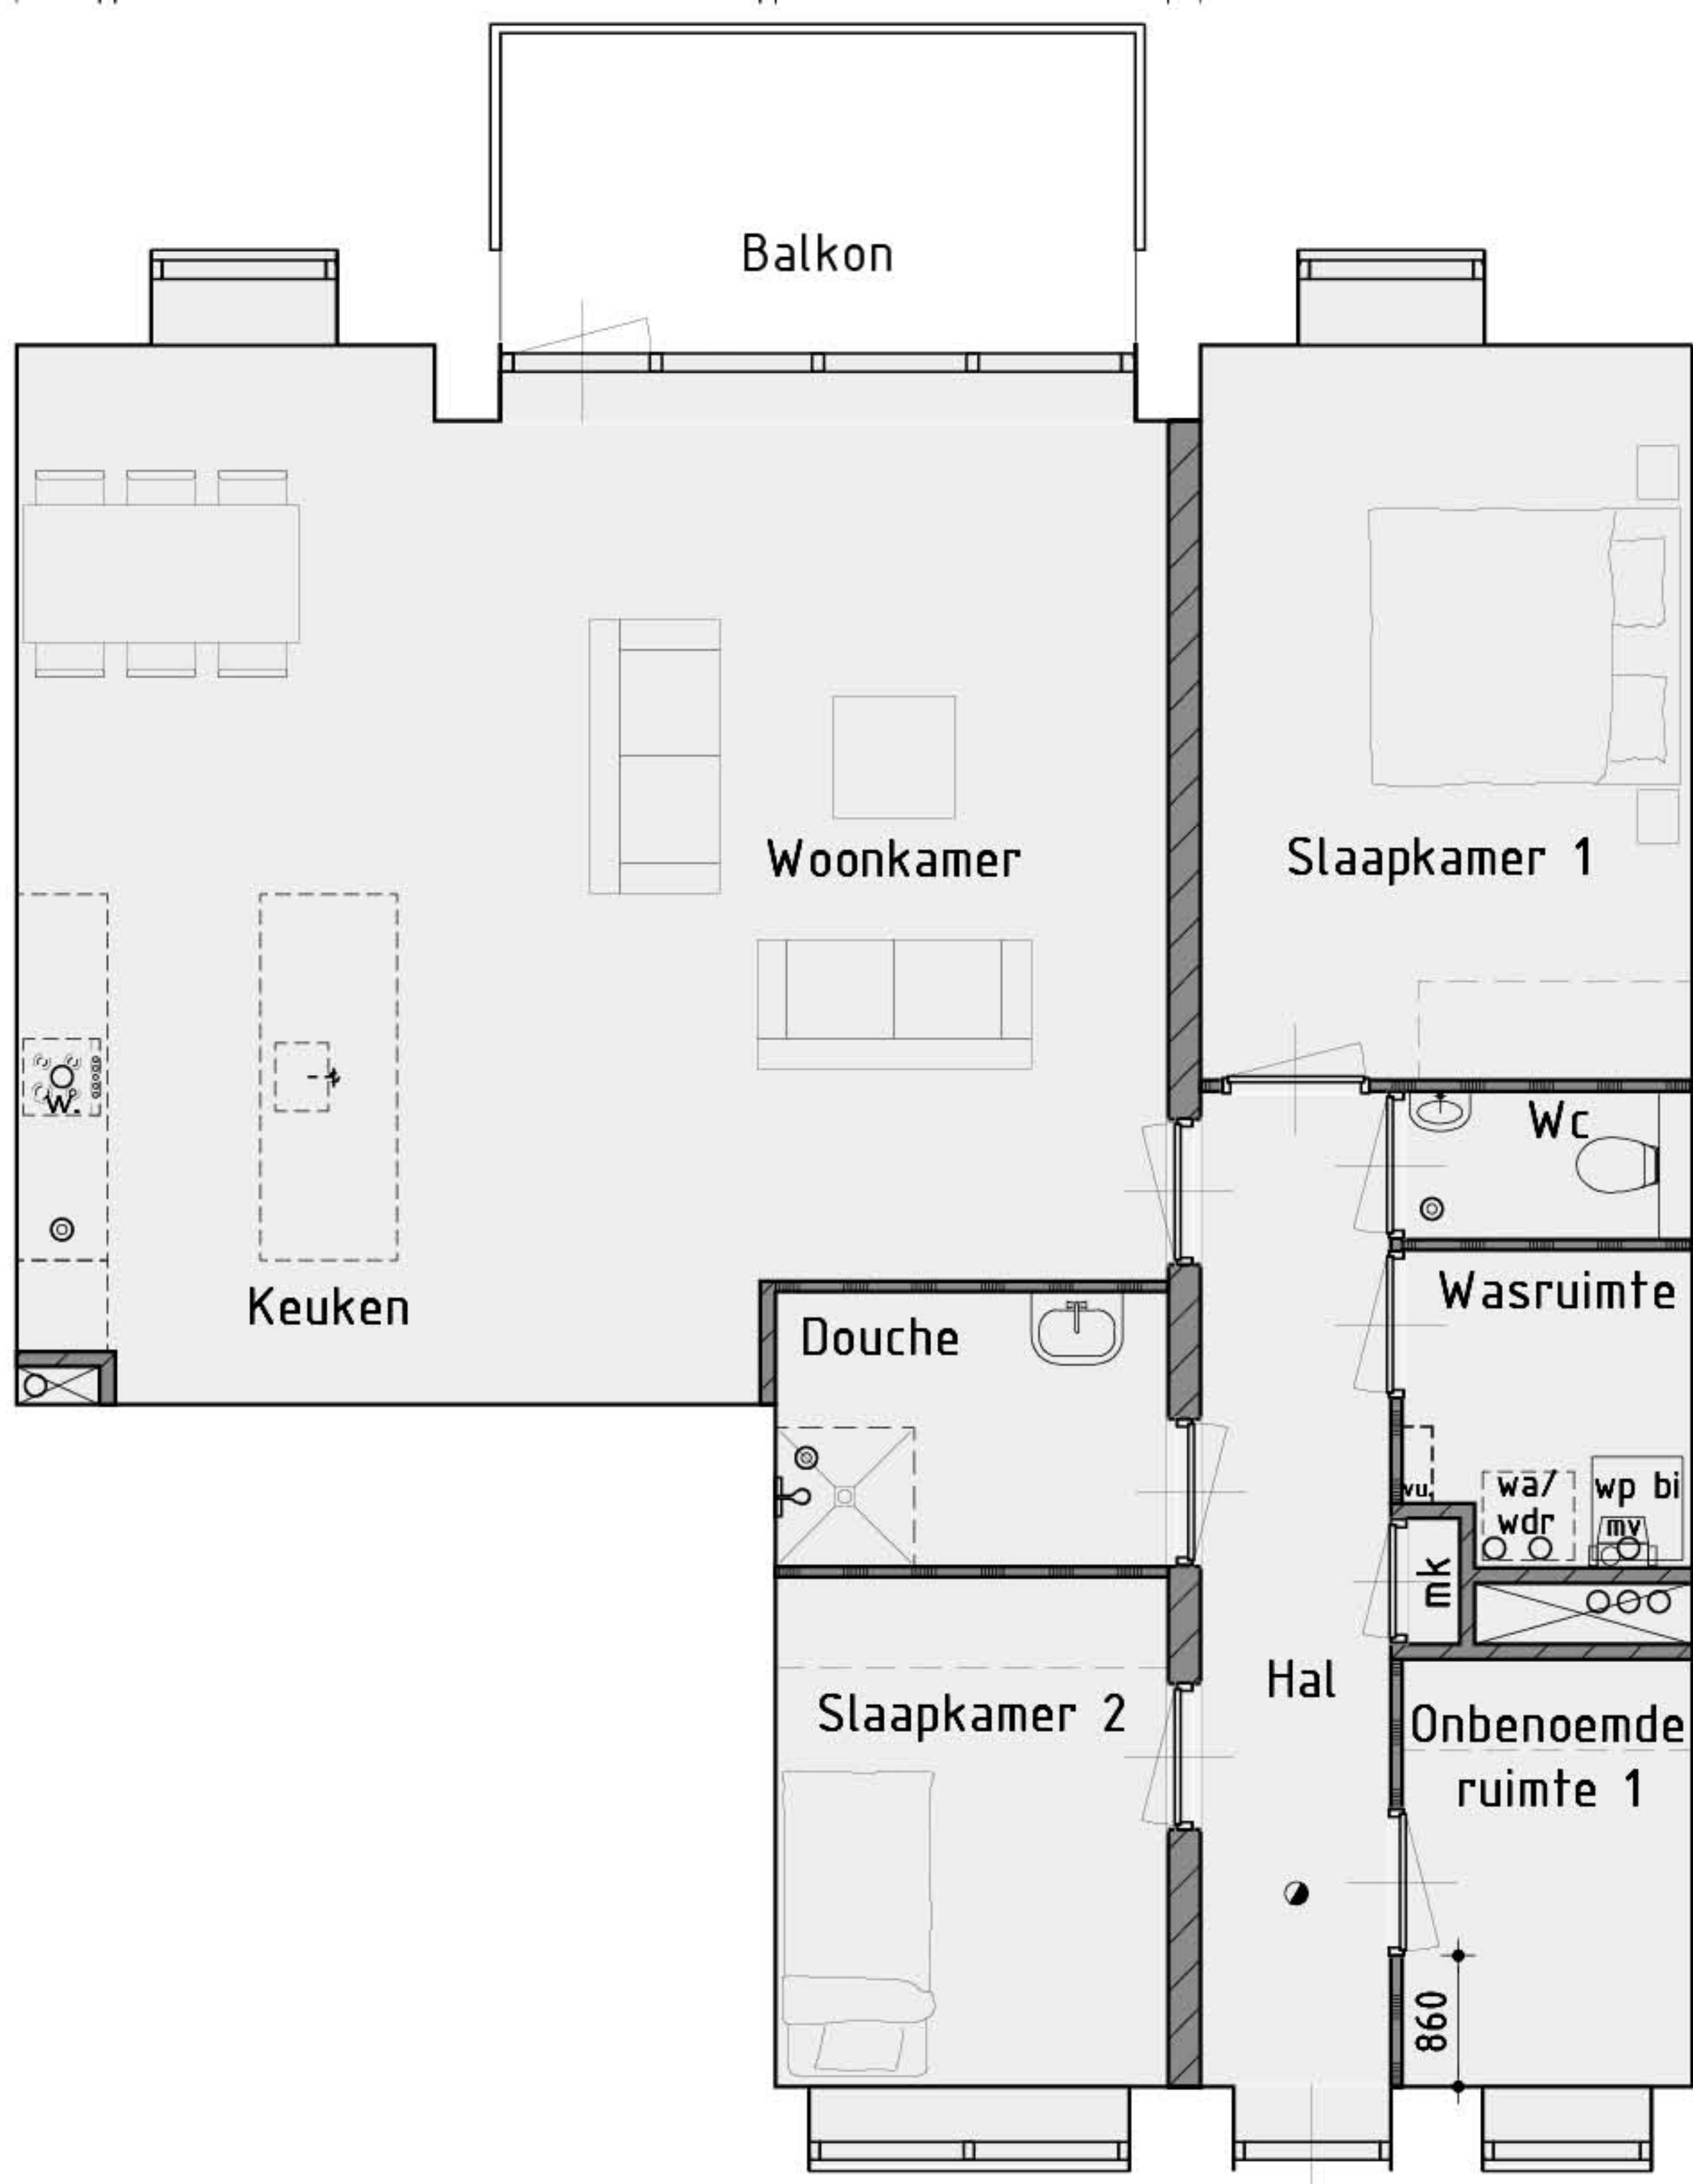 Balkon
Woonkamer
Slaapkamer 1
w.
Wc
Keuken
Wasruimte
Douche
vu.
wa/
wdr
wp bi
mv
mk
Hal
Slaapkamer 2
Onbenoemde
ruimte 1
860